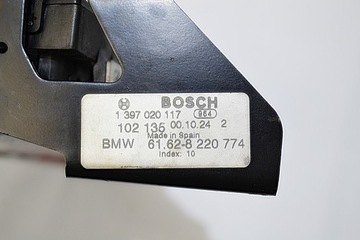 BOSCH
1 397 020 117 964
102 135 00.10.24 2
Made in Spain
BMW 61.62-8 220 774
Index: 10